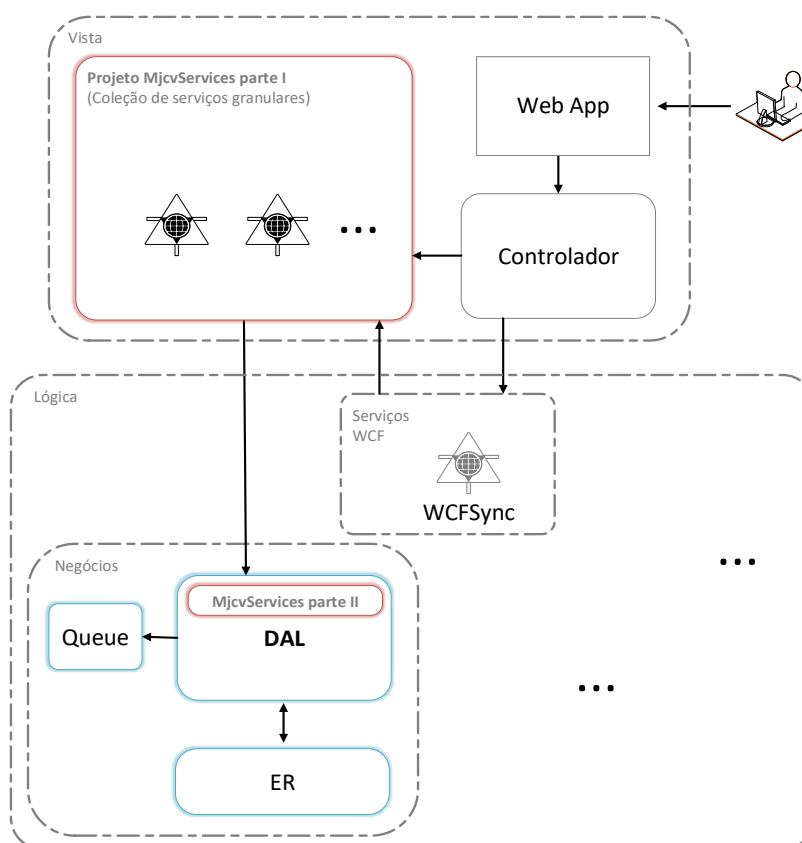 Vista
Projeto MjcvServices parte I
(Coleção de serviços granulares)
Web App
...
Controlador
Lógica
Serviços
WCF
WCFSync
...
Negócios
MjcvServices parte II
Queue
DAL
...
ER